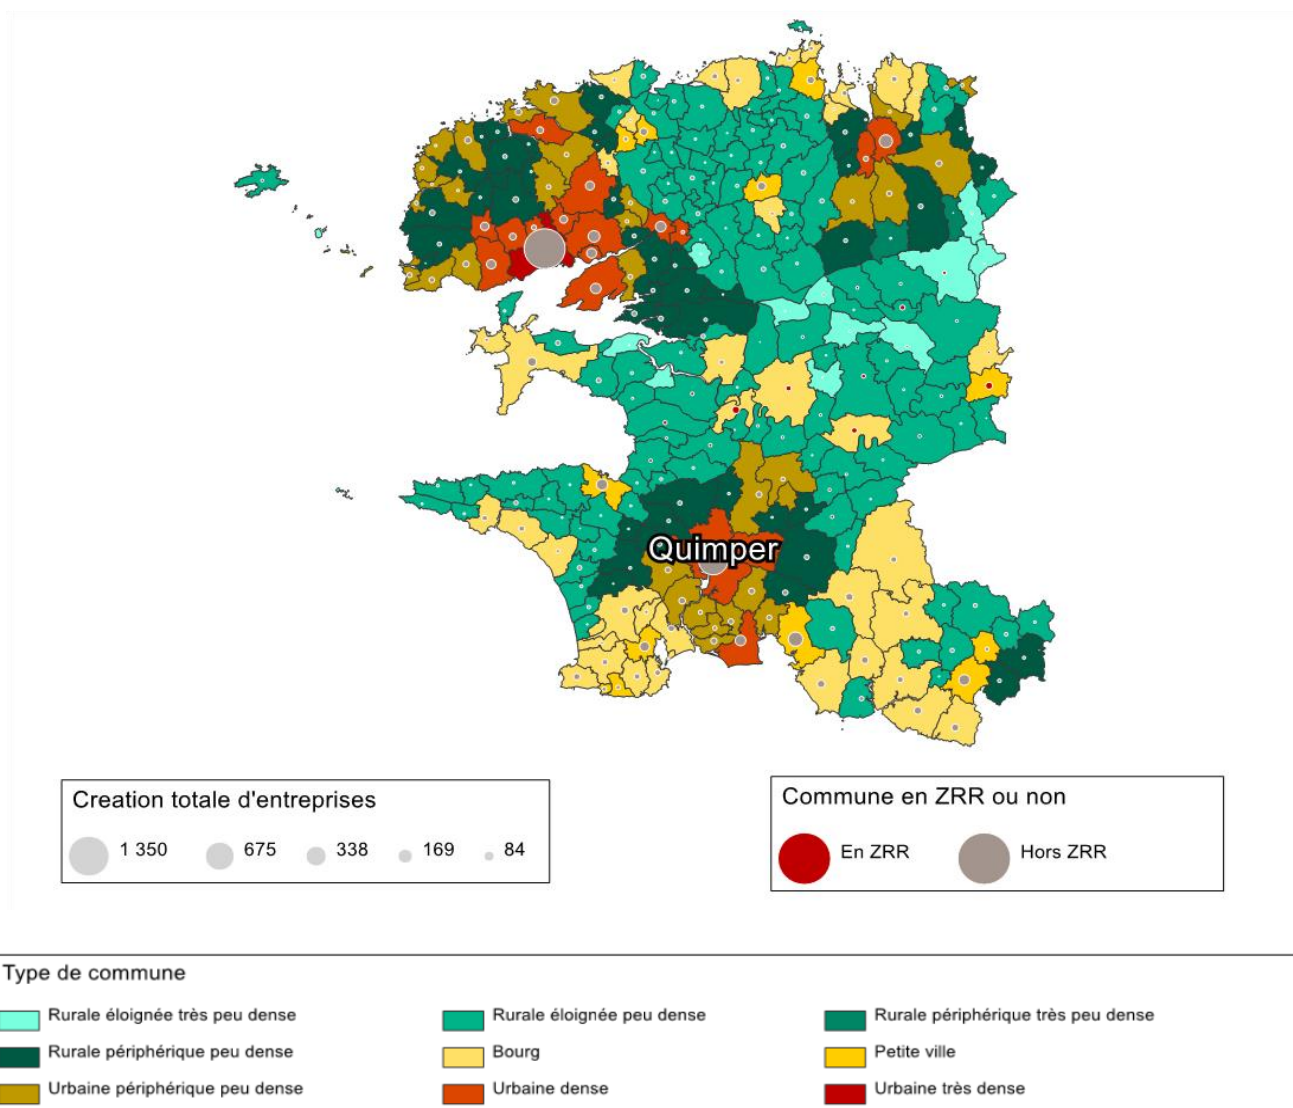 Quimper
Creation totale d'entreprises
1 350
675
338
169
84
Commune en ZRR ou non
En ZRR
Hors ZRR
Type de commune
Rurale éloignée très peu dense
Rurale éloignée peu dense
Rurale périphérique très peu dense
Rurale périphérique peu dense
Bourg
Petite ville
Urbaine périphérique peu dense
Urbaine dense
Urbaine très dense